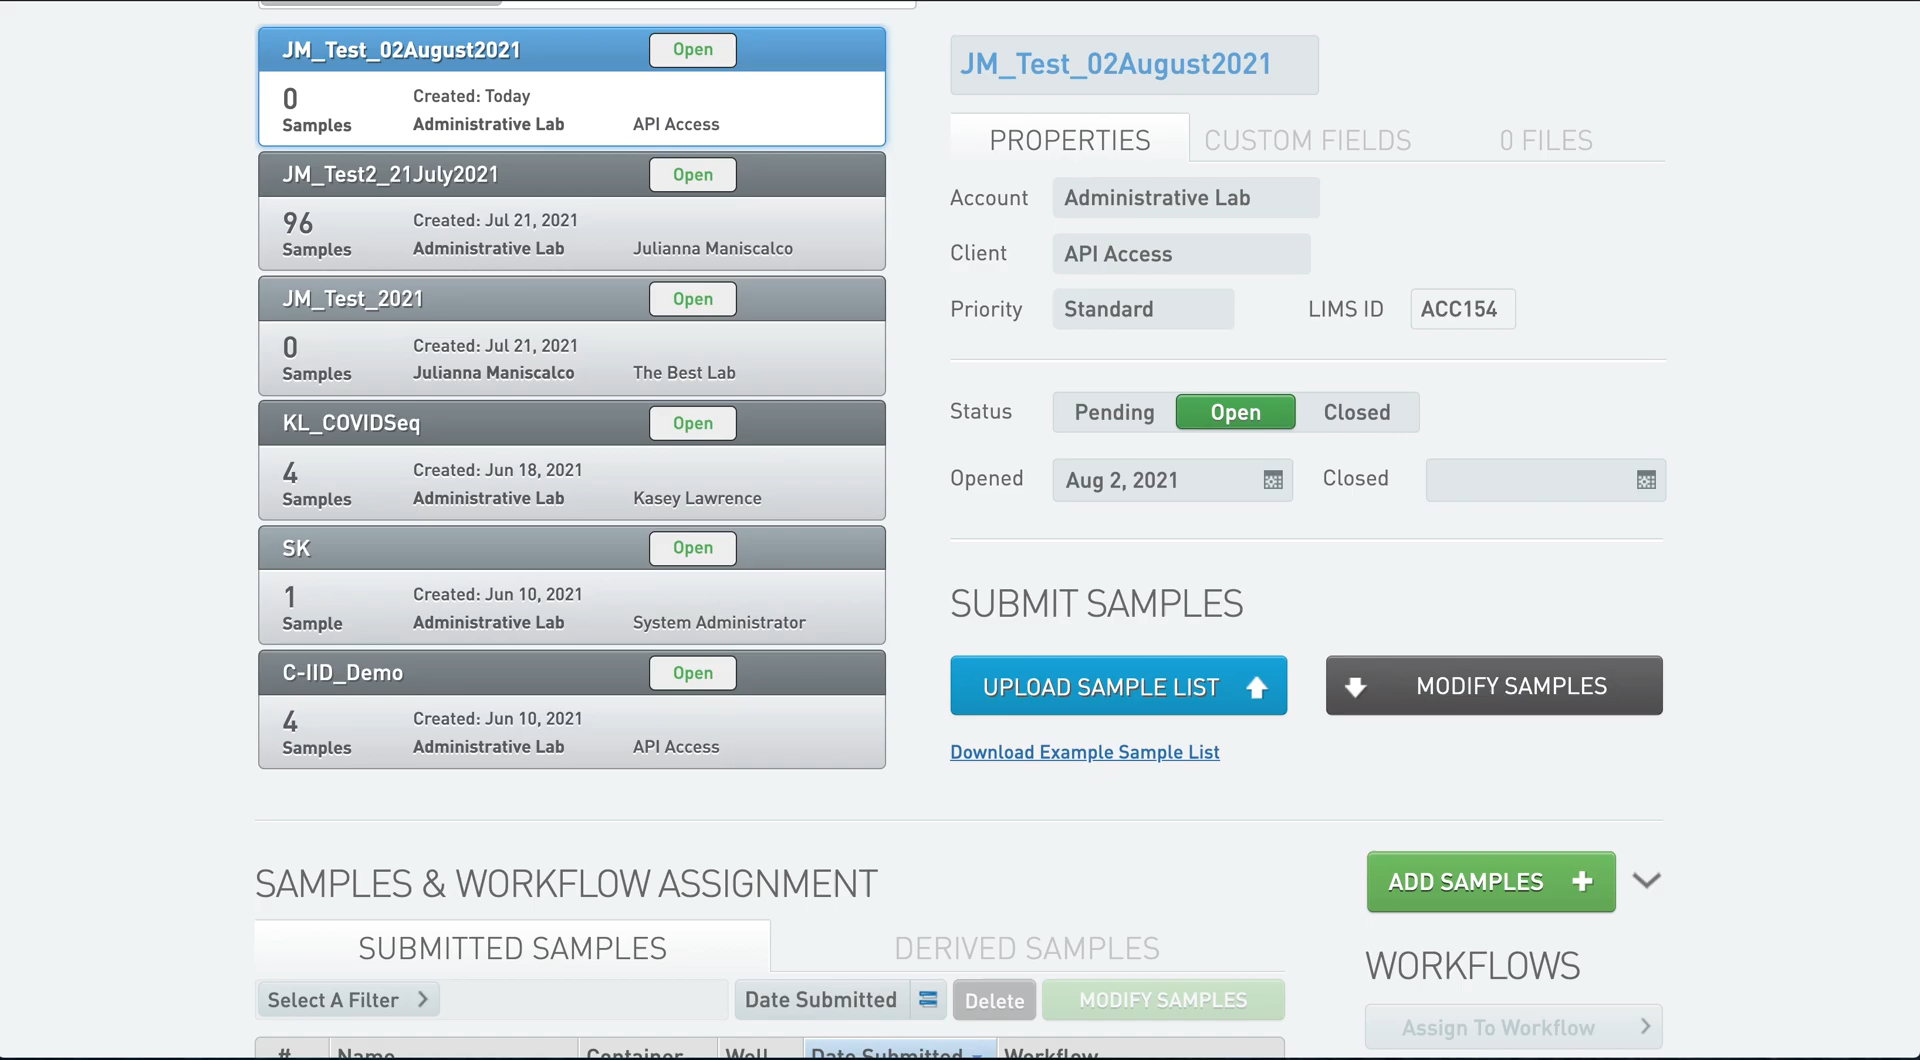 JM_Test_02August2021 Open
0 Created: Today
Samples Administrative Lab API Access
JM_Test2_21July2021 Open
96 Created: Jul 21, 2021
Samples Administrative Lab Julianna Maniscalco
JM_Test_2021 Open
0 Created: Jul 21, 2021
Samples Julianna Maniscalco The Best Lab
KL_COVIDSeq Open
4 Created: Jun 18, 2021
Samples Administrative Lab Kasey Lawrence
SK Open
1 Created: Jun 10, 2021
Sample Administrative Lab System Administrator
C-IID_Demo Open
4 Created: Jun 10, 2021
Samples Administrative Lab API Access
JM_Test_02August2021
PROPERTIES CUSTOM FIELDS 0 FILES
Account Administrative Lab
Client API Access
Priority Standard LIMS ID ACC154
Status Pending Open Closed
Opened Aug 2, 2021 Closed
SUBMIT SAMPLES
UPLOAD SAMPLE LIST MODIFY SAMPLES
Download Example Sample List
SAMPLES & WORKFLOW ASSIGNMENT
ADD SAMPLES +
SUBMITTED SAMPLES DERIVED SAMPLES
WORKFLOWS
Select A Filter Date Submitted Delete MODIFY SAMPLES
Assign To Workflow
# Name Container Well Date Submitted Workflow